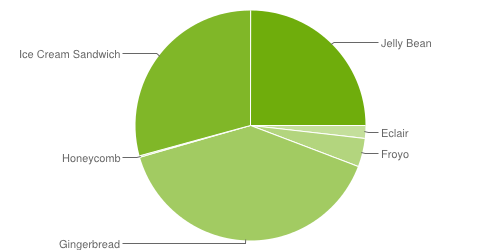 Jelly Bean
Ice Cream Sandwich
Eclair
Froyo
Honeycomb
Gingerbread